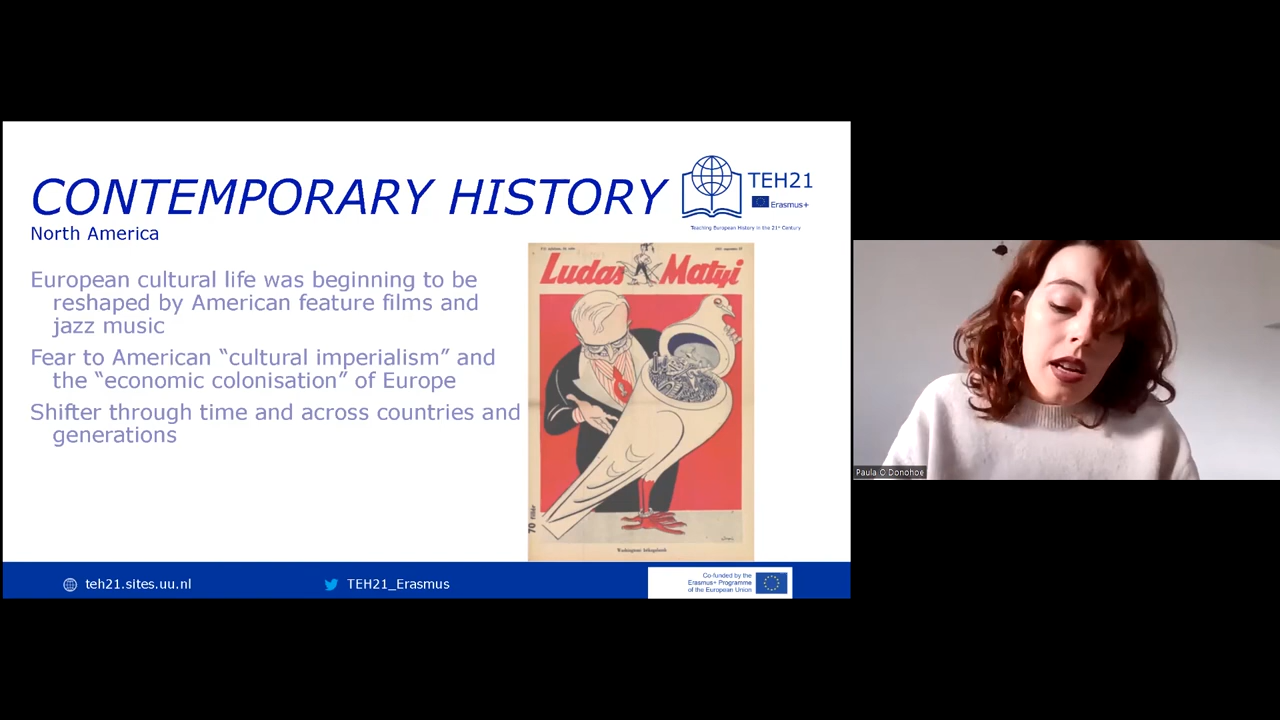 CONTEMPORARY HISTORY
North America
TEH21
Erasmus+
Teaching European History in the 21st Century
European cultural life was beginning to be
reshaped by American feature films and
jazz music
Fear to American “cultural imperialism” and
the “economic colonisation” of Europe
Shifter through time and across countries and
generations
Ludas Matyi
70 fillér
teh21.sites.uu.nl
TEH21_Erasmus
Co-funded by the
Erasmus+ Programme
of the European Union
Paula O Donohoe